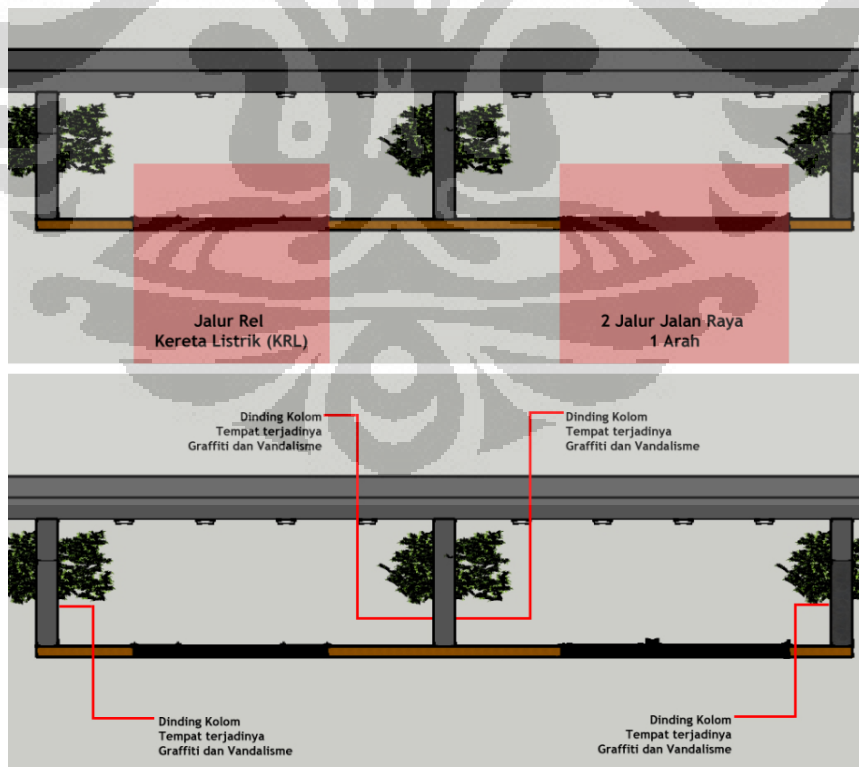 Jalur Rel
Kereta Listrik (KRL)
2 Jalur Jalan Raya
1 Arah
Dinding Kolom
Tempat terjadinya
Graffiti dan Vandalisme
Dinding Kolom
Tempat terjadinya
Graffiti dan Vandalisme
Dinding Kolom
Tempat terjadinya
Graffiti dan Vandalisme
Dinding Kolom
Tempat terjadinya
Graffiti dan Vandalisme